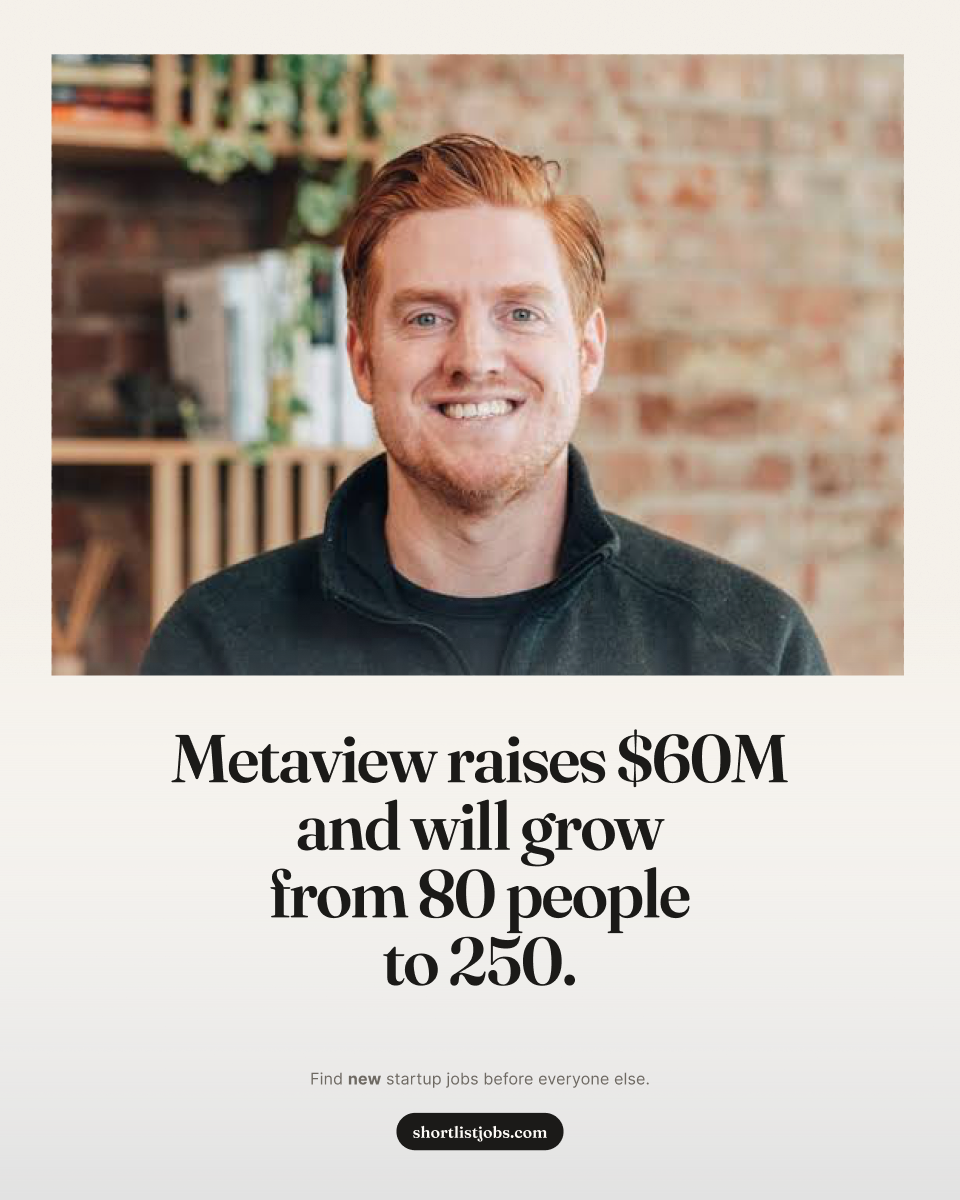 Metaview raises $60M
and will grow
from 80 people
to 250.
Find new startup jobs before everyone else.
shortlistjobs.com